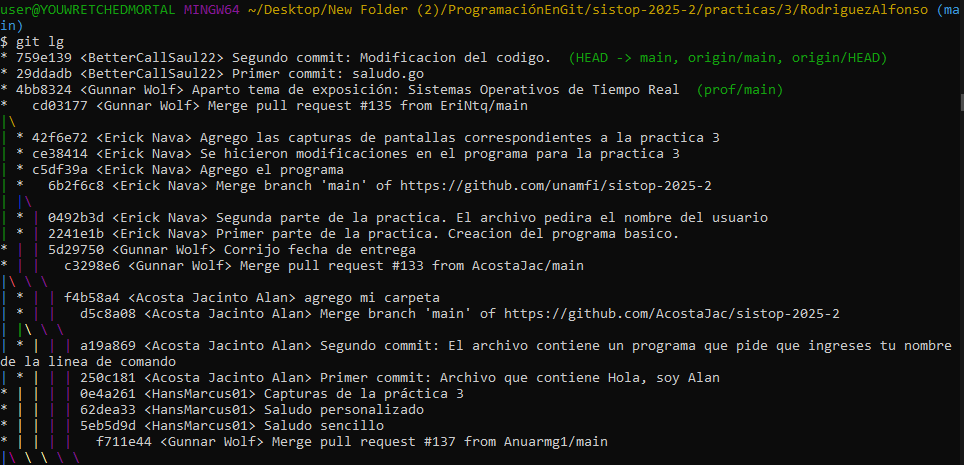 user@YOUWRETCHEDMORTAL MINGW64 ~/Desktop/New Folder (2)/ProgramaciónEnGit/sistop-2025-2/practicas/3/RodriguezAlfonso (ma
in)
$ git lg
* 759e139 <BetterCallSaul22> Segundo commit: Modificacion del codigo.  (HEAD -> main, origin/main, origin/HEAD)
* 29ddadb <BetterCallSaul22> Primer commit: saludo.go
* 4bb8324 <Gunnar Wolf> Aparto tema de exposición: Sistemas Operativos de Tiempo Real  (prof/main)
*   cd03177 <Gunnar Wolf> Merge pull request #135 from EriNtq/main
|\
| * 42f6e72 <Erick Nava> Agrego las capturas de pantallas correspondientes a la practica 3
| * ce38414 <Erick Nava> Se hicieron modificaciones en el programa para la practica 3
| * c5df39a <Erick Nava> Agrego el programa
| *   6b2f6c8 <Erick Nava> Merge branch 'main' of https://github.com/unamfi/sistop-2025-2
| |\
| * | 0492b3d <Erick Nava> Segunda parte de la practica. El archivo pedira el nombre del usuario
| * | 2241e1b <Erick Nava> Primer parte de la practica. Creacion del programa basico.
* | | 5d29750 <Gunnar Wolf> Corrijo fecha de entrega
* | |   c3298e6 <Gunnar Wolf> Merge pull request #133 from AcostaJac/main
|\ \ \
| * | | f4b58a4 <Acosta Jacinto Alan> agrego mi carpeta
| * | |   d5c8a08 <Acosta Jacinto Alan> Merge branch 'main' of https://github.com/AcostaJac/sistop-2025-2
| |\ \ \
| * | | | a19a869 <Acosta Jacinto Alan> Segundo commit: El archivo contiene un programa que pide que ingreses tu nombre
de la linea de comando
| * | | | 250c181 <Acosta Jacinto Alan> Primer commit: Archivo que contiene Hola, soy Alan
* | | | | 0e4a261 <HansMarcus01> Capturas de la práctica 3
* | | | | 62dea33 <HansMarcus01> Saludo personalizado
* | | | | 5eb5d9d <HansMarcus01> Saludo sencillo
* | | | |   f711e44 <Gunnar Wolf> Merge pull request #137 from Anuarmg1/main
|\ \ \ \ \